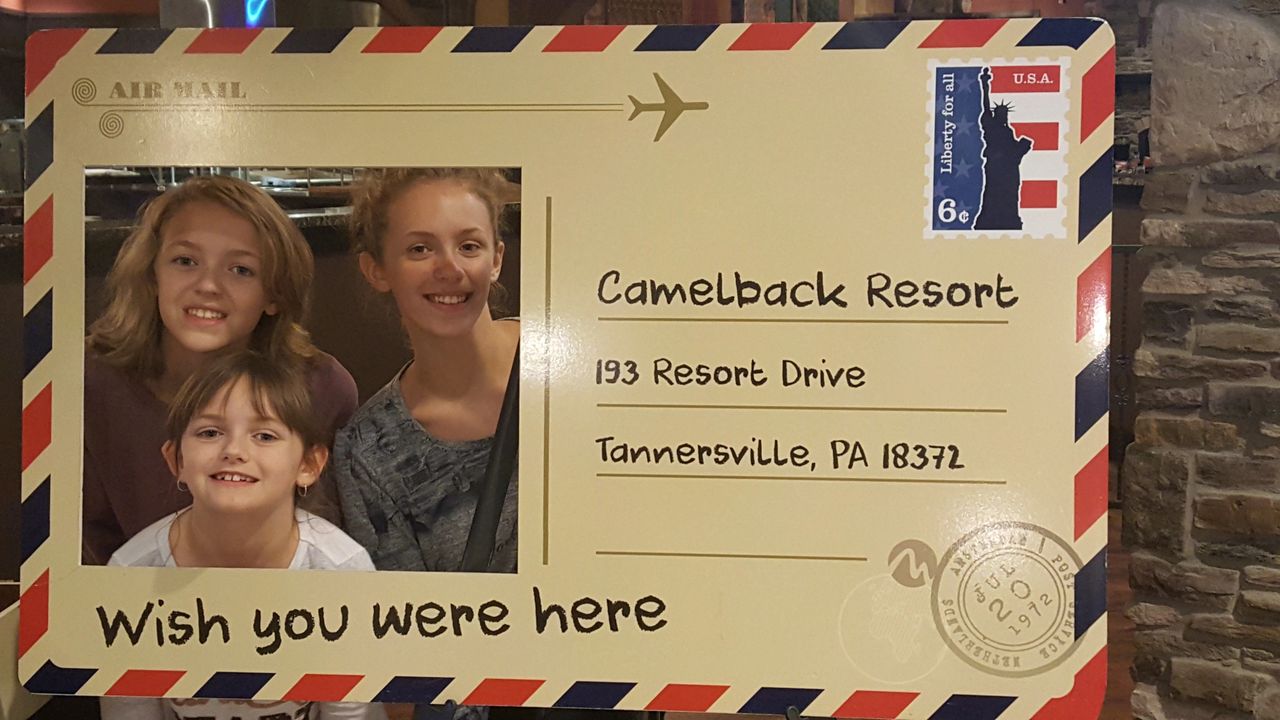 AIR MAIL
U.S.A.
Liberty for all
6¢
Camelback Resort
193 Resort Drive
Tannersville, PA 18372
Wish you were here
JUL
20
1972
NETHERLANDS